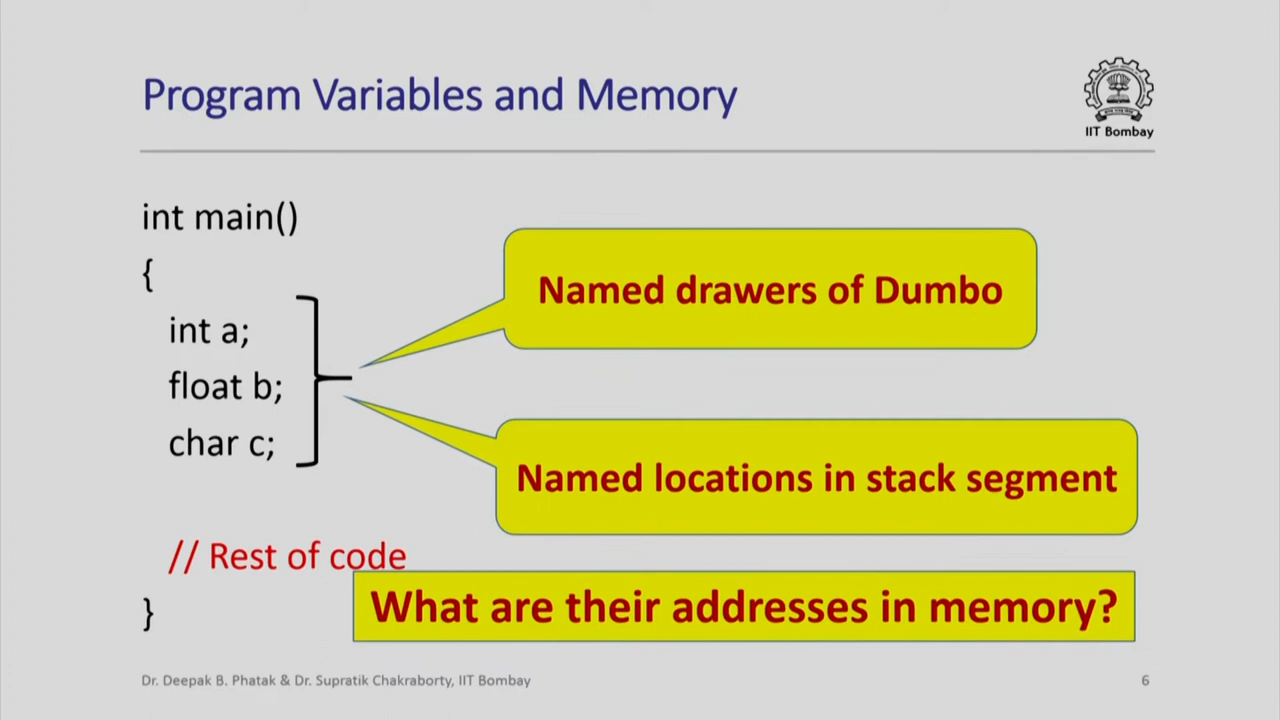 Program Variables and Memory
IIT Bombay
int main()
{
int a;
float b;
char c;
Named drawers of Dumbo
Named locations in stack segment
// Rest of code
What are their addresses in memory?
}
Dr. Deepak B. Phatak & Dr. Supratik Chakraborty, IIT Bombay
6